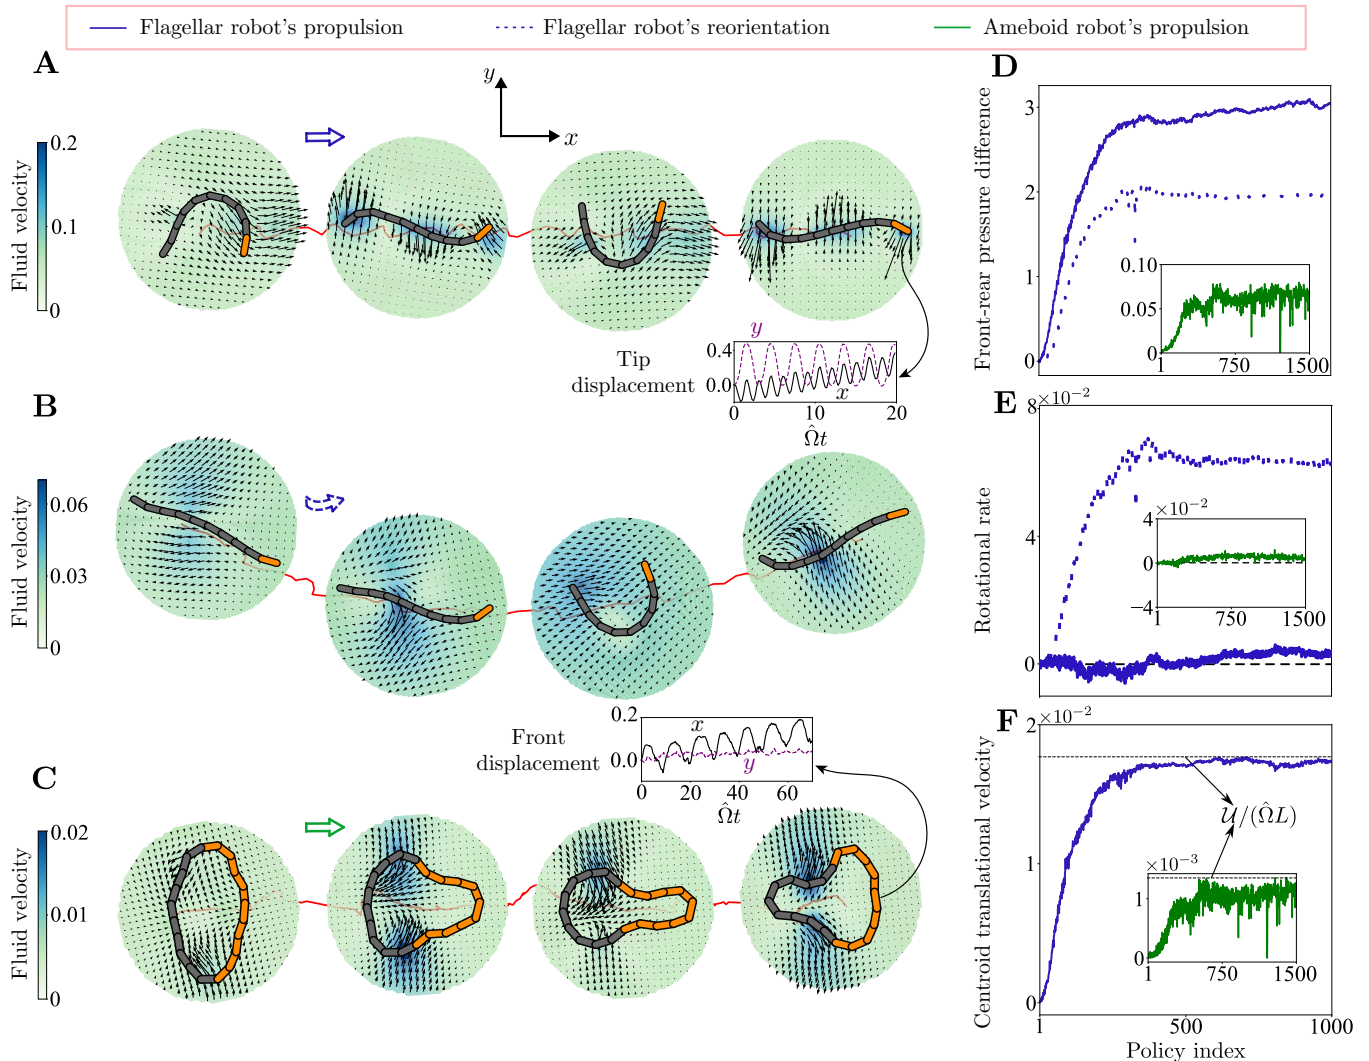 Flagellar robot's propulsion
Flagellar robot's reorientation
Ameboid robot's propulsion
A
Fluid velocity
0.2
0.1
0
y
x
Tip
displacement
y
x
0.4
0.0
0
10
20
Ω̂t
B
Fluid velocity
0.06
0.03
0
C
Fluid velocity
0.02
0.01
0
Front
displacement
x
y
0.2
0.0
0
20
40
60
Ω̂t
D
Front-rear pressure difference
3
2
1
0
0.10
0.05
0
1
750
1500
E
Rotational rate
8
×10⁻²
4
0
×10⁻²
4
0
−4
1
750
1500
F
Centroid translational velocity
2
×10⁻²
1
0
𝒰/(Ω̂L)
×10⁻³
1
0
1
750
1500
1
500
1000
Policy index